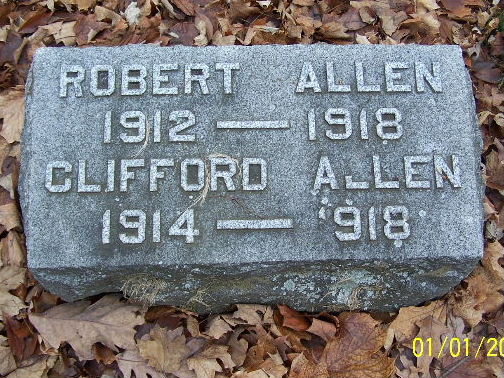 ROBERT ALLEN
1912 — 1918
CLIFFORD ALLEN
1914 — 1918
01/01/20